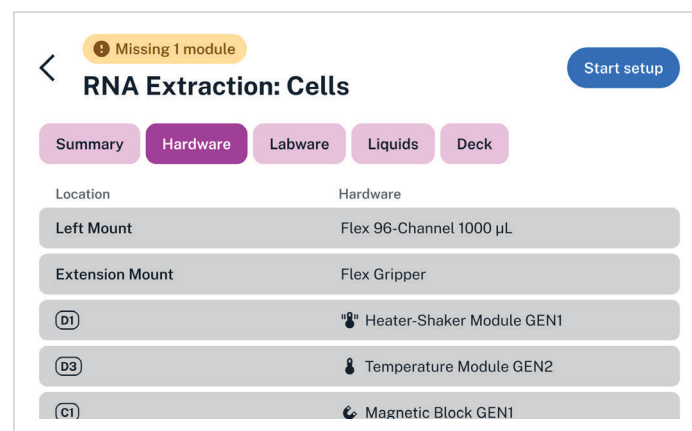 Missing 1 module
RNA Extraction: Cells
Start setup
Summary Hardware Labware Liquids Deck
Location Hardware
Left Mount Flex 96-Channel 1000 µL
Extension Mount Flex Gripper
D1 Heater-Shaker Module GEN1
D3 Temperature Module GEN2
C1 Magnetic Block GEN1